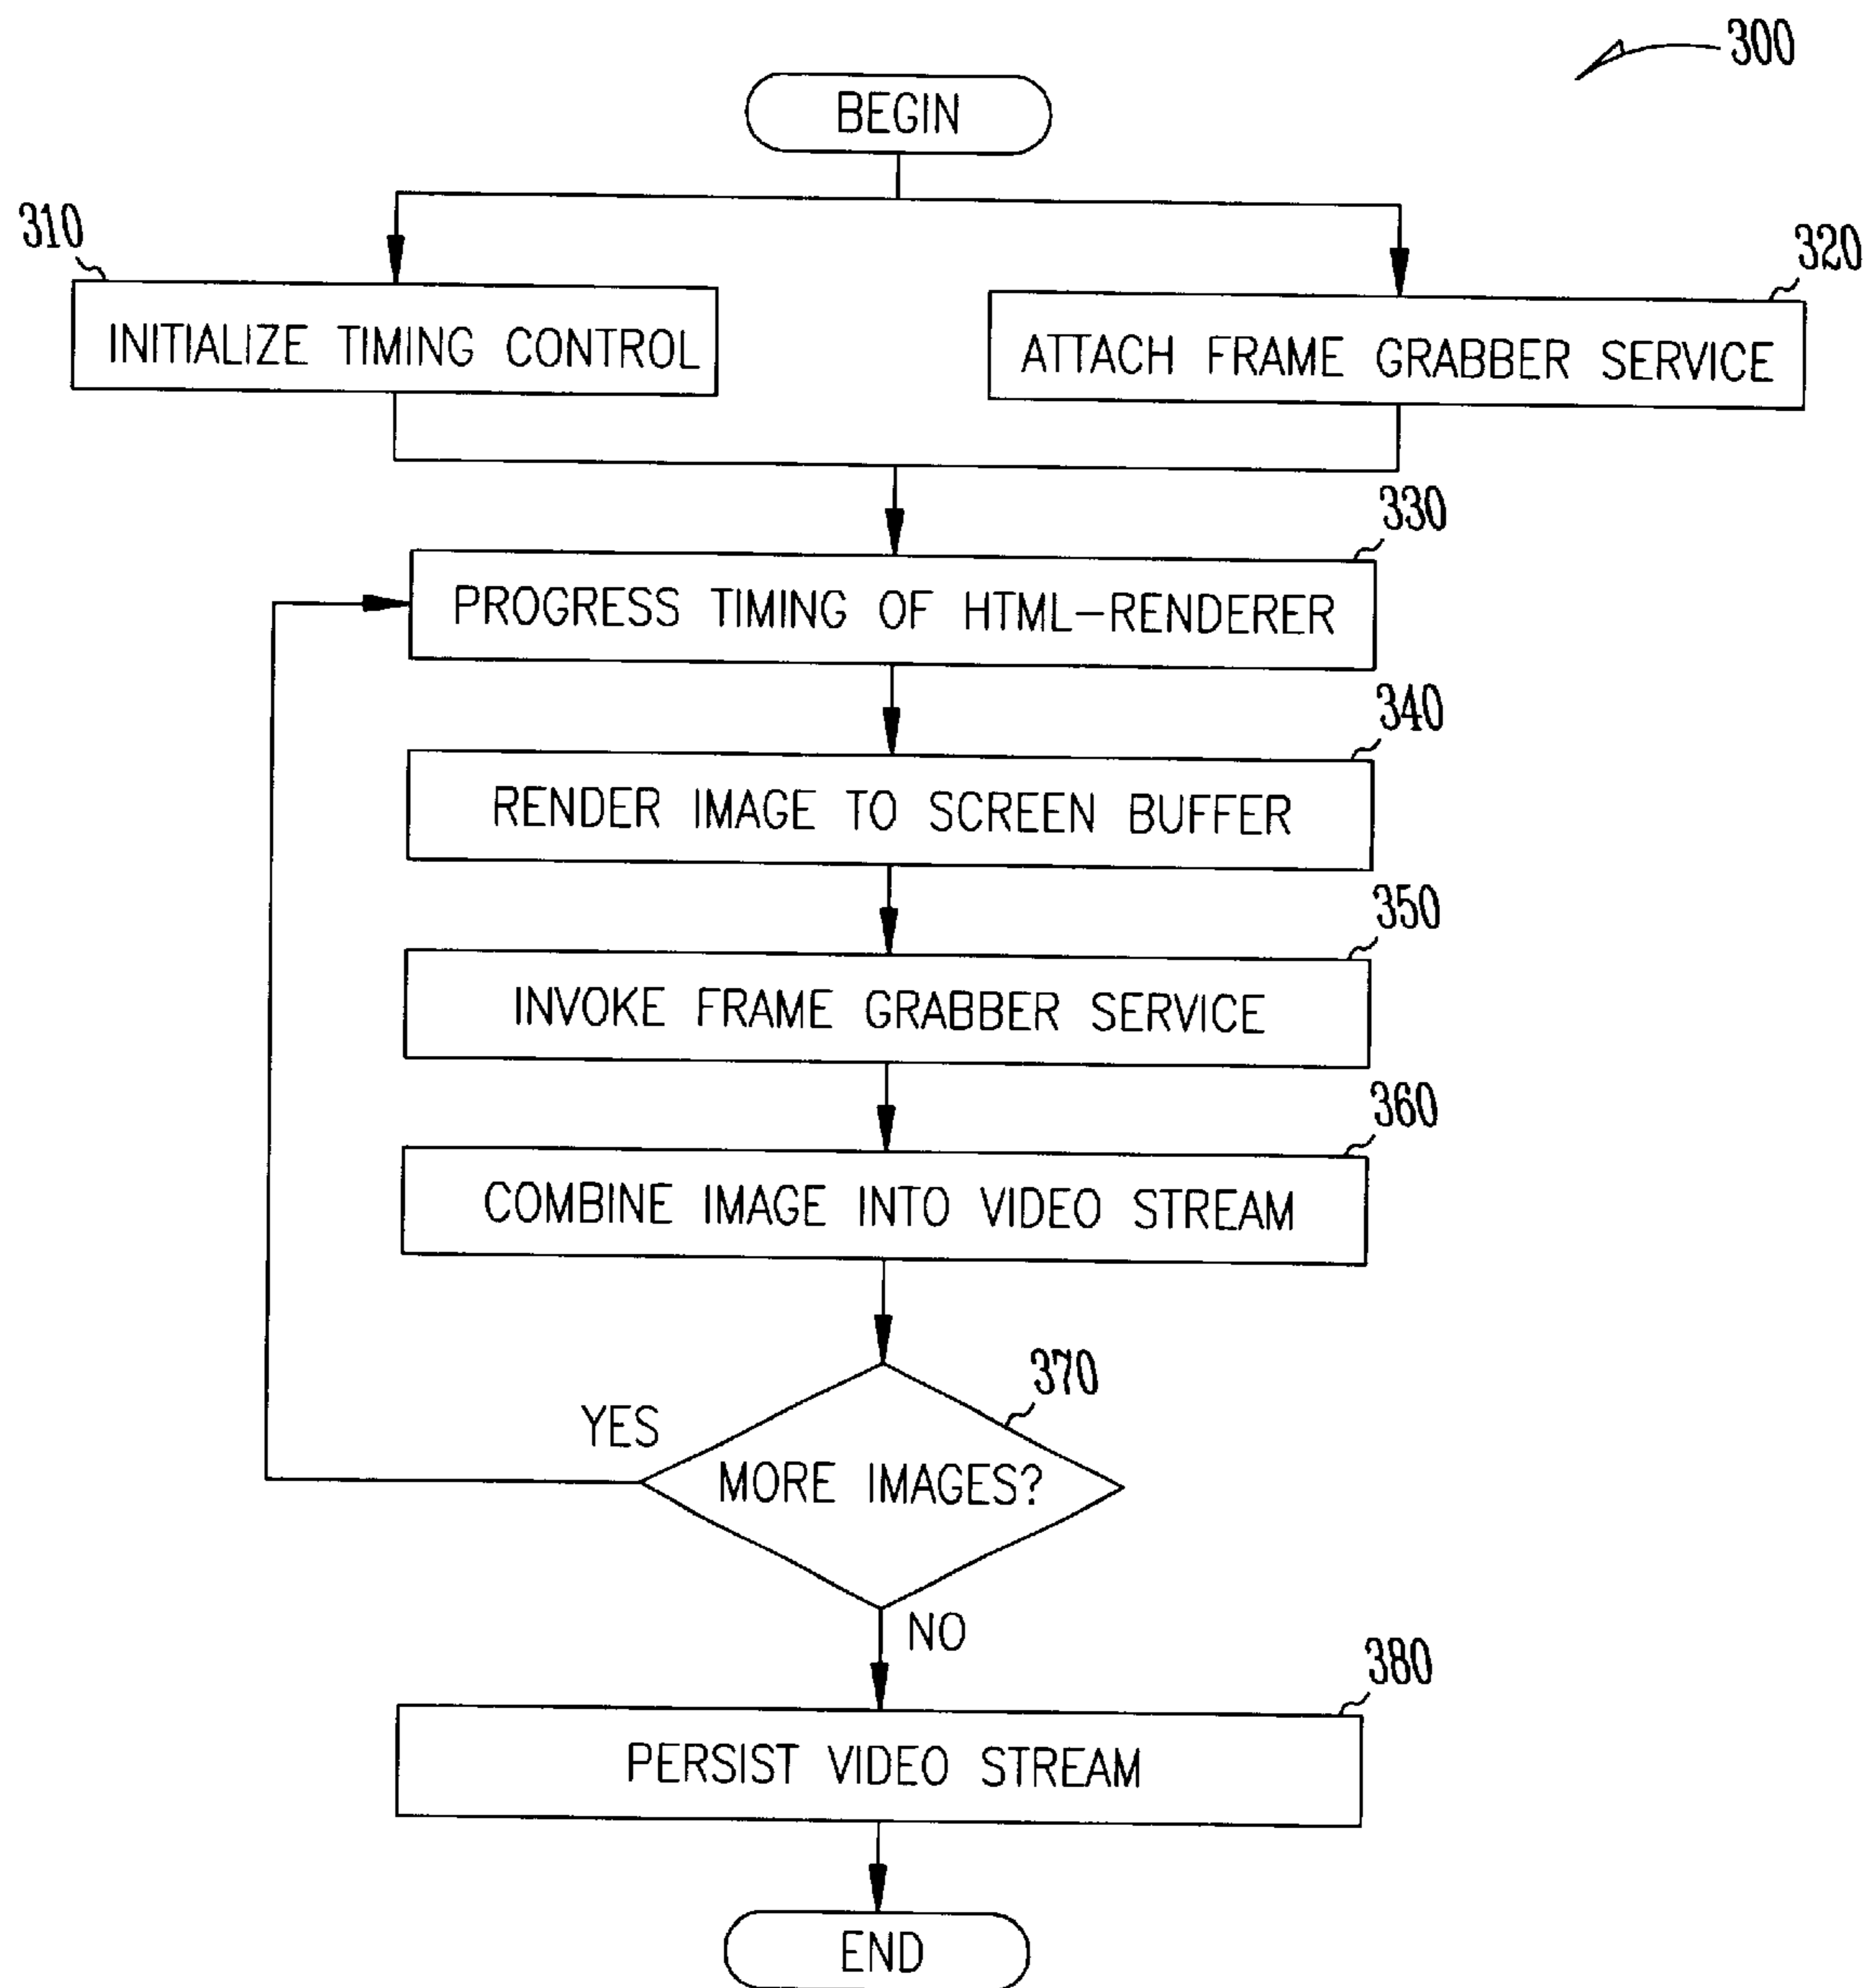 300
BEGIN
310
INITIALIZE TIMING CONTROL
320
ATTACH FRAME GRABBER SERVICE
330
PROGRESS TIMING OF HTML-RENDERER
340
RENDER IMAGE TO SCREEN BUFFER
350
INVOKE FRAME GRABBER SERVICE
360
COMBINE IMAGE INTO VIDEO STREAM
370
YES
MORE IMAGES?
NO
380
PERSIST VIDEO STREAM
END